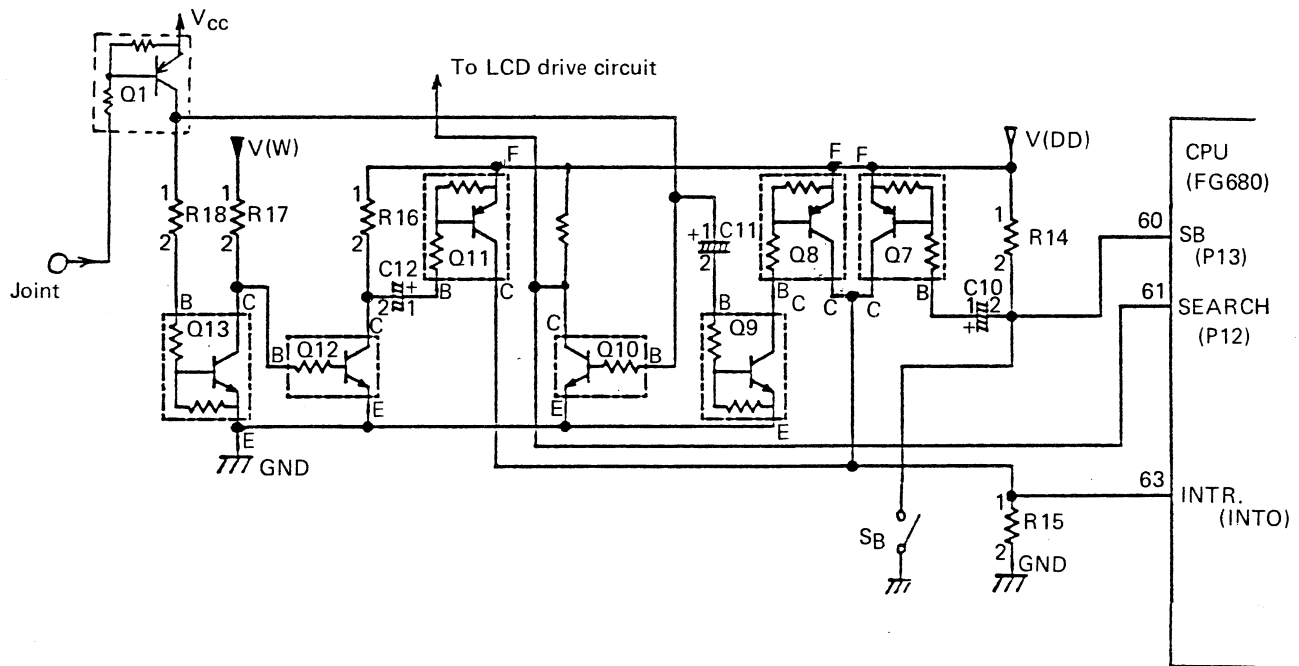 Vcc
To LCD drive circuit
Q1
V(W)
F
F F
V(DD)
CPU
(FG680)
1
R18
2
1
R17
2
1
R16
2
Q11
B
C
C12
+
2
1
+1
C11
2
Q8
B
C
C
Q7
B
C
C10
1
2
+
1
R14
2
60
SB
(P13)
61
SEARCH
(P12)
Joint
B
C
Q13
E
GND
B
Q12
C
E
C
Q10
B
E
B
Q9
E
63
INTR.
(INTO)
SB
1
R15
2
GND